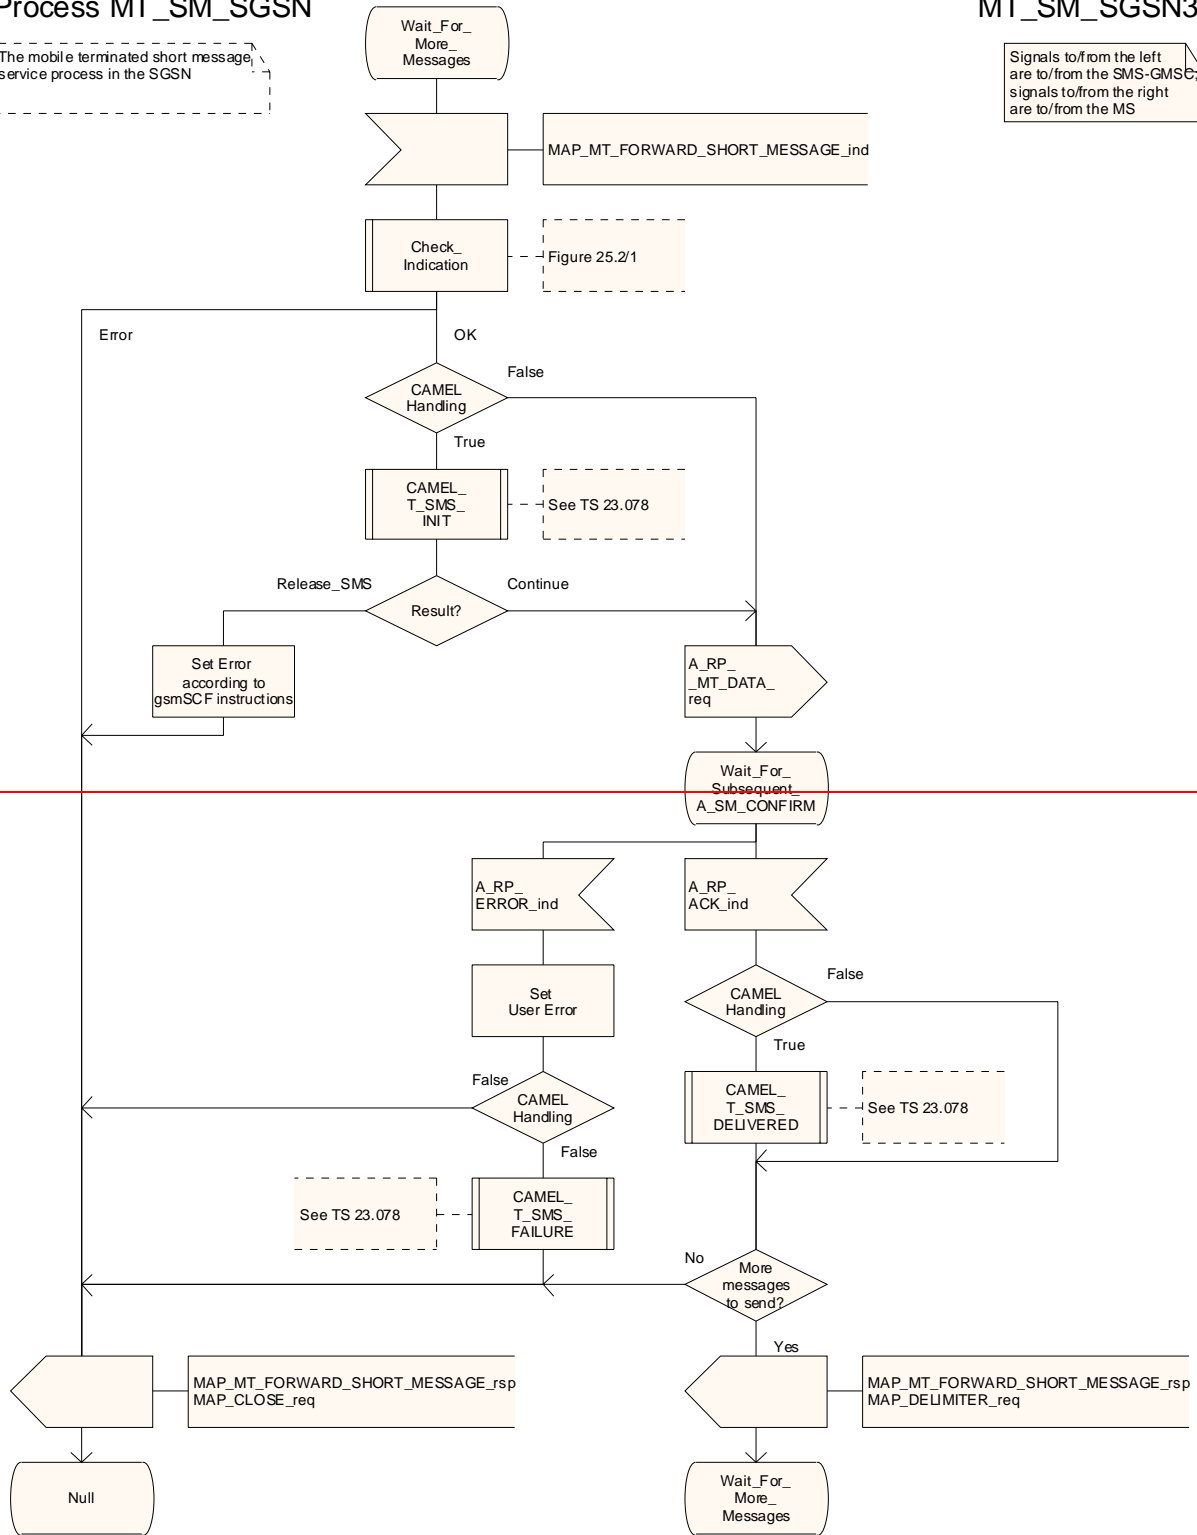 Process MT_SM_SGSN
MT_SM_SGSN3
The mobile terminated short message
service process in the SGSN
Signals to/from the left
are to/from the SMS-GMSC;
signals to/from the right
are to/from the MS
Wait_For_
More_
Messages
MAP_MT_FORWARD_SHORT_MESSAGE_ind
Check_
Indication
Figure 25.2/1
Error
OK
CAMEL
Handling
False
True
CAMEL_
T_SMS_
INIT
See TS 23.078
Release_SMS
Result?
Continue
Set Error
according to
gsmSCF instructions
A_RP_
_MT_DATA_
req
Wait_For_
Subsequent_
A_SM_CONFIRM
A_RP_
ERROR_ind
A_RP_
ACK_ind
Set
User Error
CAMEL
Handling
False
True
False
CAMEL
Handling
False
CAMEL_
T_SMS_
DELIVERED
See TS 23.078
See TS 23.078
CAMEL_
T_SMS_
FAILURE
No
More
messages
to send?
Yes
MAP_MT_FORWARD_SHORT_MESSAGE_rsp
MAP_CLOSE_req
MAP_MT_FORWARD_SHORT_MESSAGE_rsp
MAP_DELIMITER_req
Null
Wait_For_
More_
Messages